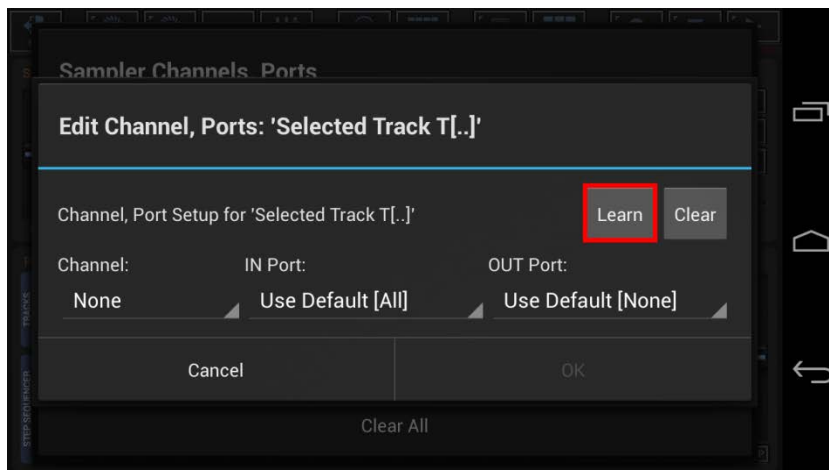 Sampler Channels, Ports
Edit Channel, Ports: 'Selected Track T[..]'
Channel, Port Setup for 'Selected Track T[..]'
Learn
Clear
Channel:
IN Port:
OUT Port:
None
Use Default [All]
Use Default [None]
Cancel
OK
Clear All
TRACKS
STEP SEQUENCER